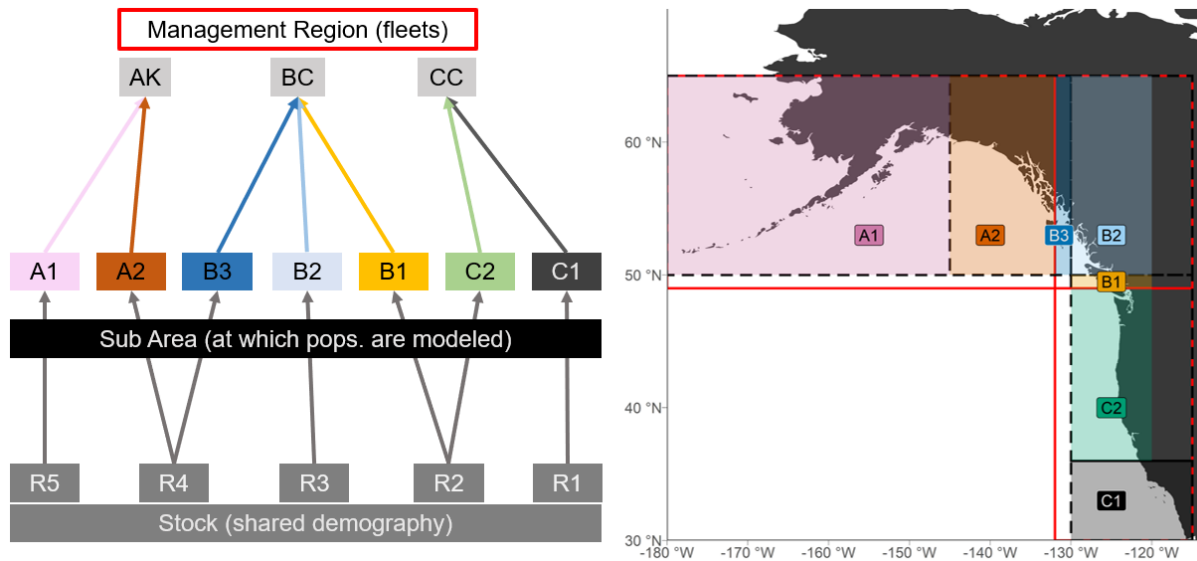 Management Region (fleets)
AK BC CC
A1 A2 B3 B2 B1 C2 C1
Sub Area (at which pops. are modeled)
R5 R4 R3 R2 R1
Stock (shared demography)
60 °N
50 °N
40 °N
30 °N
A1 A2 B3 B2
B1
C2
C1
-180 °W -170 °W -160 °W -150 °W -140 °W -130 °W -120 °W